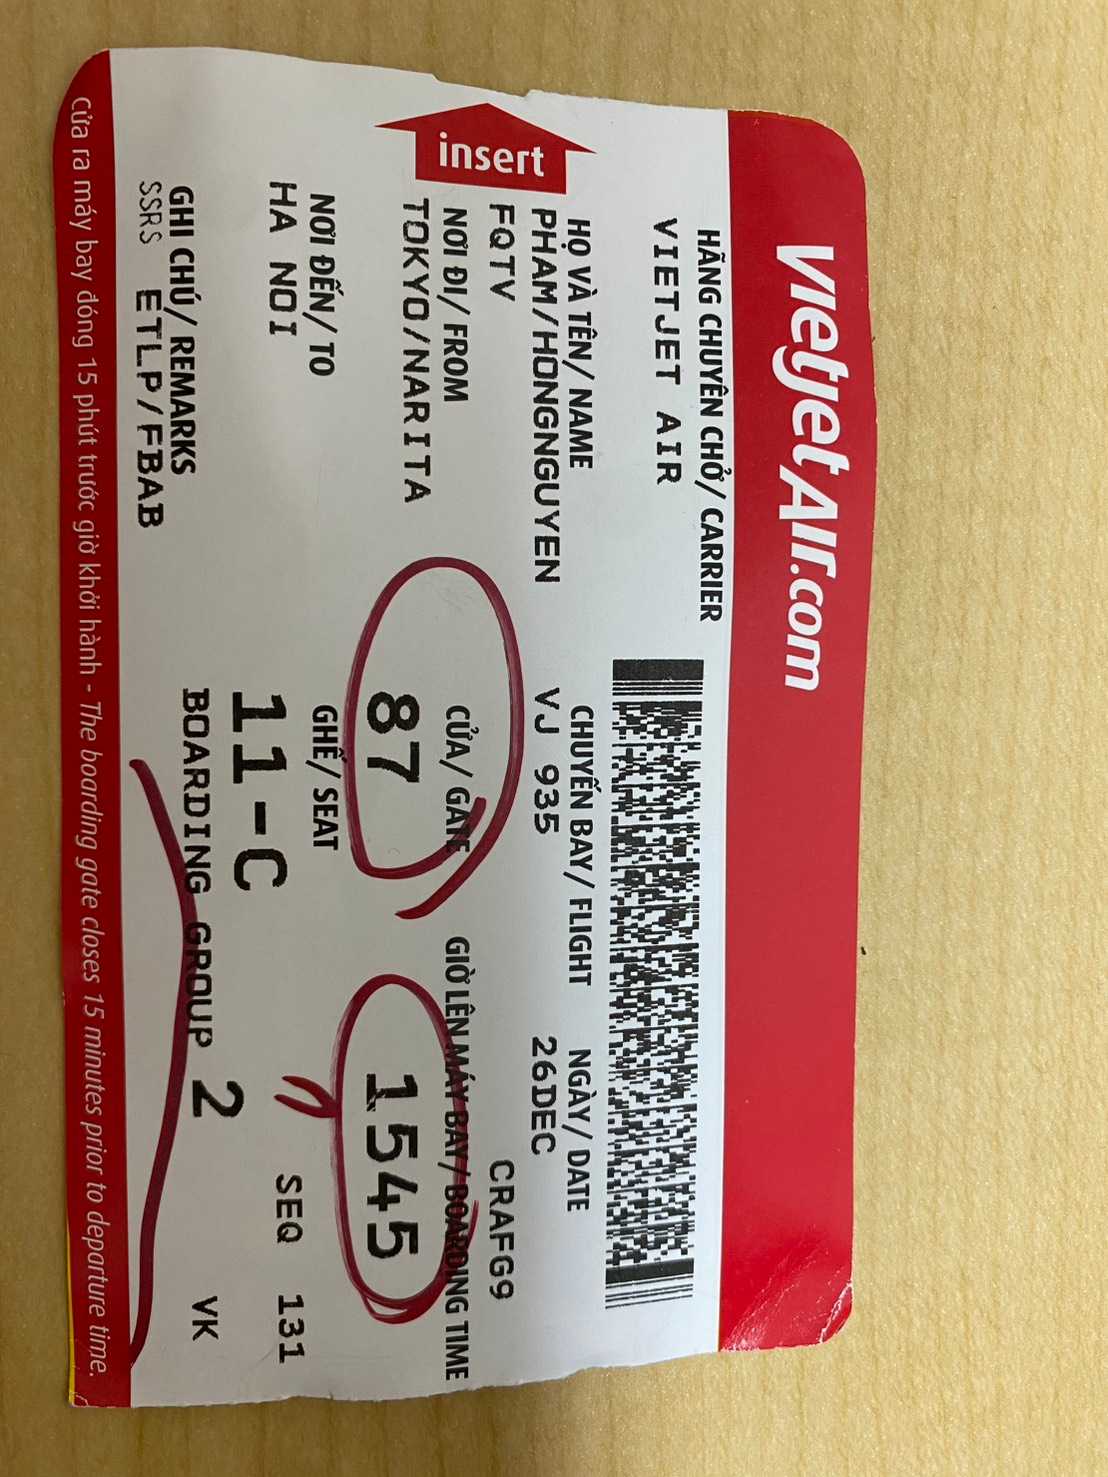 vietjetAir.com
HÃNG CHUYÊN CHỞ/ CARRIER
VIETJET AIR
HỌ VÀ TÊN/ NAME CHUYẾN BAY/ FLIGHT NGÀY/ DATE
PHAM/HONGNGUYEN VJ 935 26DEC
FQTV CRAFG9
insert
NƠI ĐI/ FROM CỬA/ GATE GIỜ LÊN MÁY BAY/ BOARDING TIME
TOKYO/NARITA 87 1545
NƠI ĐẾN/ TO GHẾ/ SEAT
HA NOI 11-C SEQ 131
GHI CHÚ/ REMARKS BOARDING GROUP 2 VK
SSRS ETLP/FBAB
Cửa ra máy bay đóng 15 phút trước giờ khởi hành - The boarding gate closes 15 minutes prior to departure time.